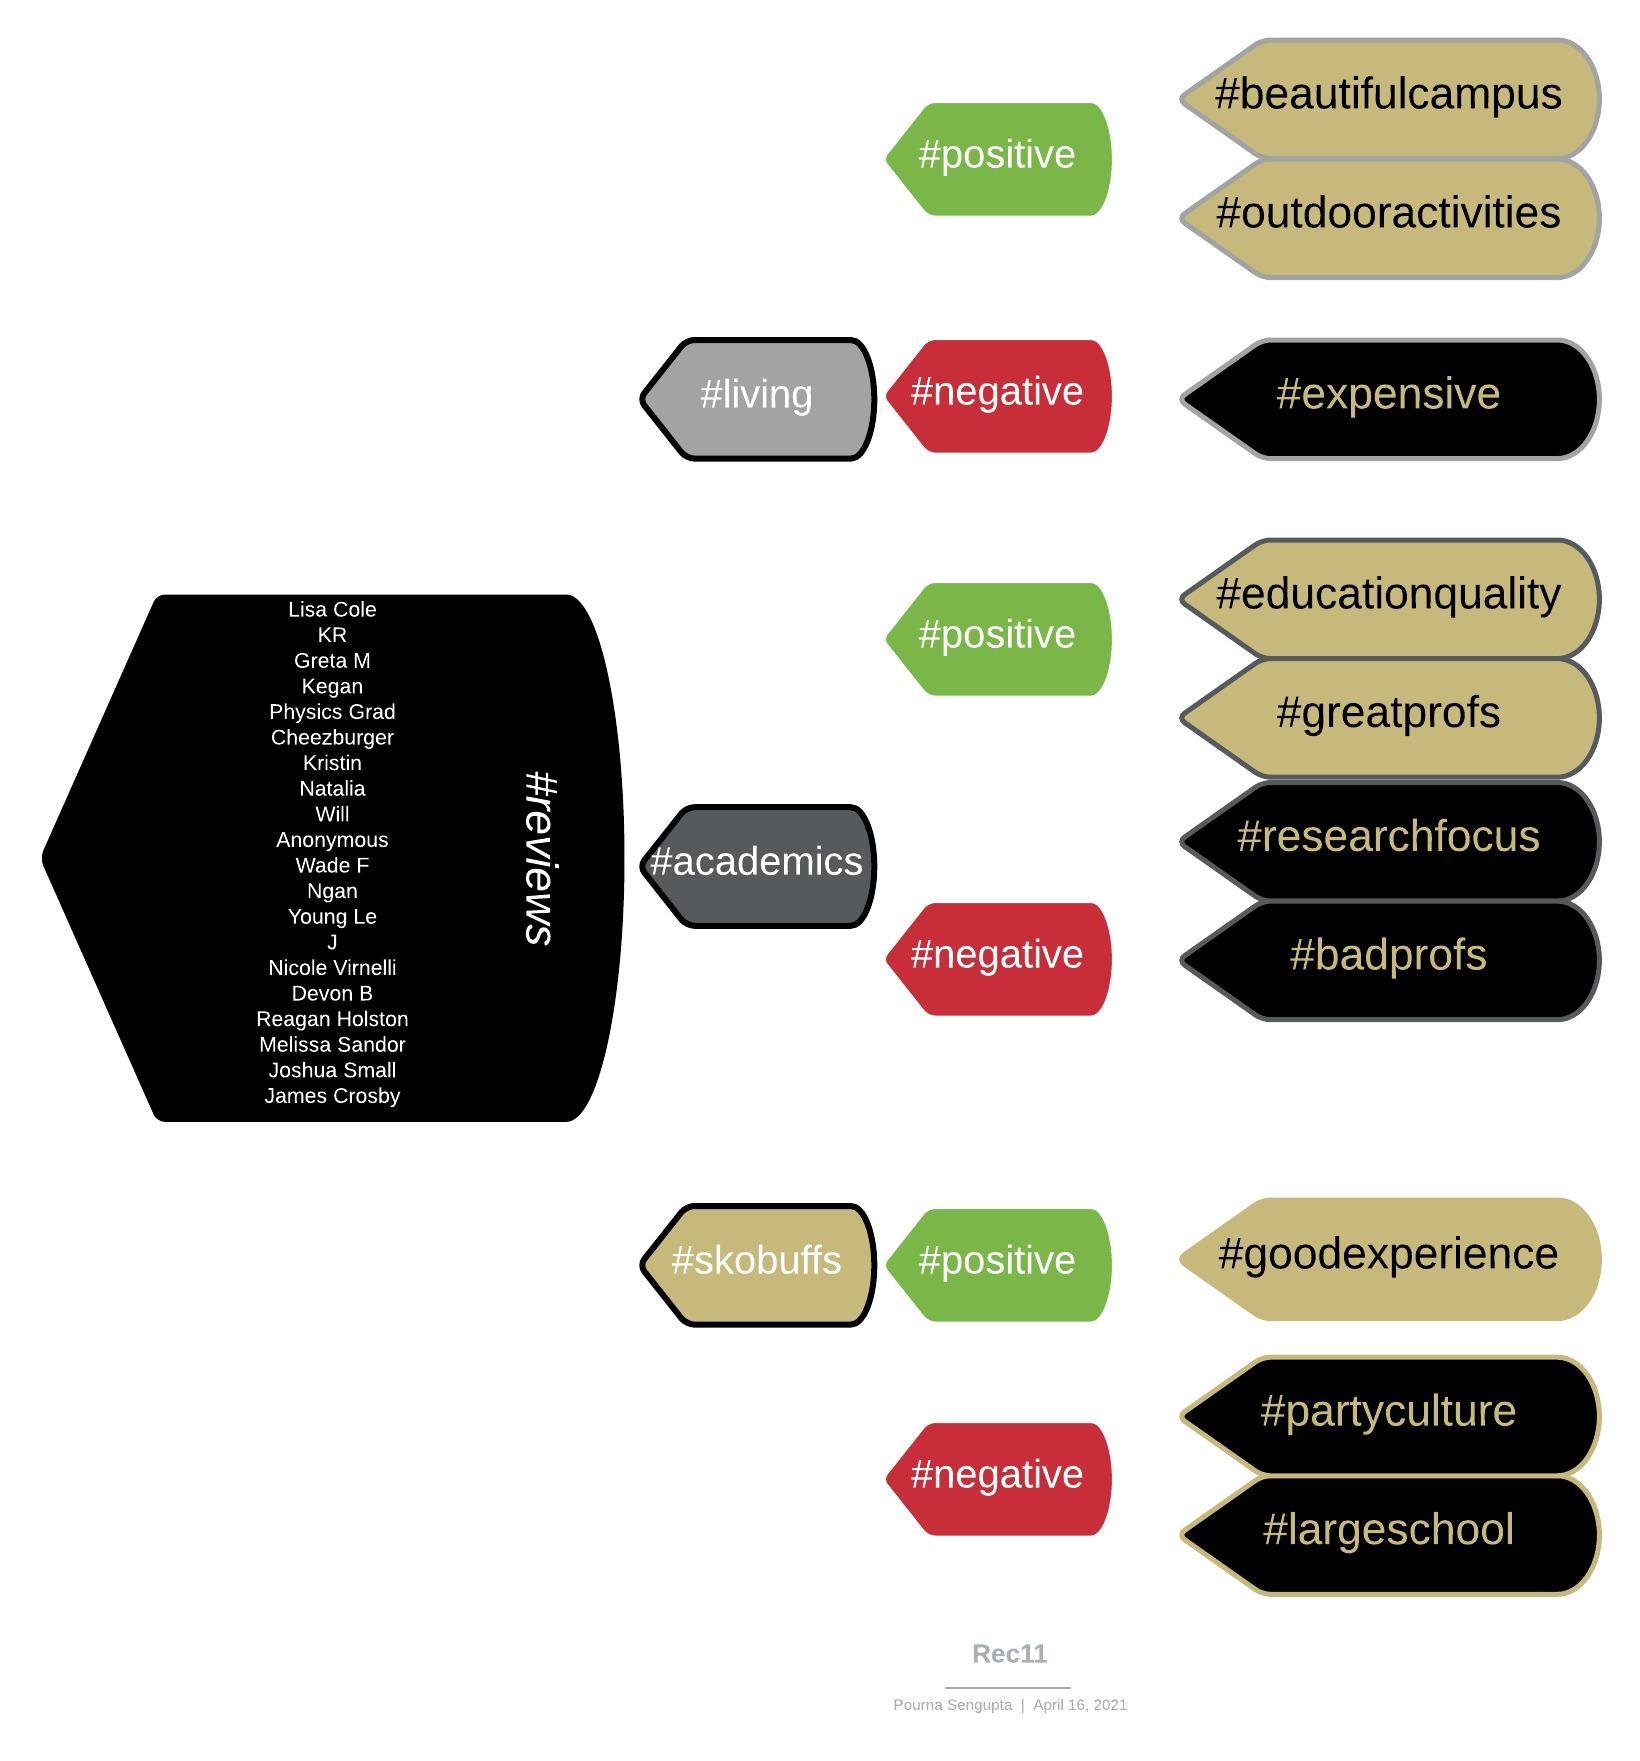 #beautifulcampus
#positive
#outdooractivities
#living
#negative
#expensive
#positive
#educationquality
#greatprofs
Lisa Cole
KR
Greta M
Kegan
Physics Grad
Cheezburger
Kristin
Natalia
Will
Anonymous
Wade F
Ngan
Young Le
J
Nicole Virnelli
Devon B
Reagan Holston
Melissa Sandor
Joshua Small
James Crosby
#reviews
#academics
#researchfocus
#negative
#badprofs
#skobuffs
#positive
#goodexperience
#partyculture
#negative
#largeschool
Rec11
Pourna Sengupta | April 16, 2021